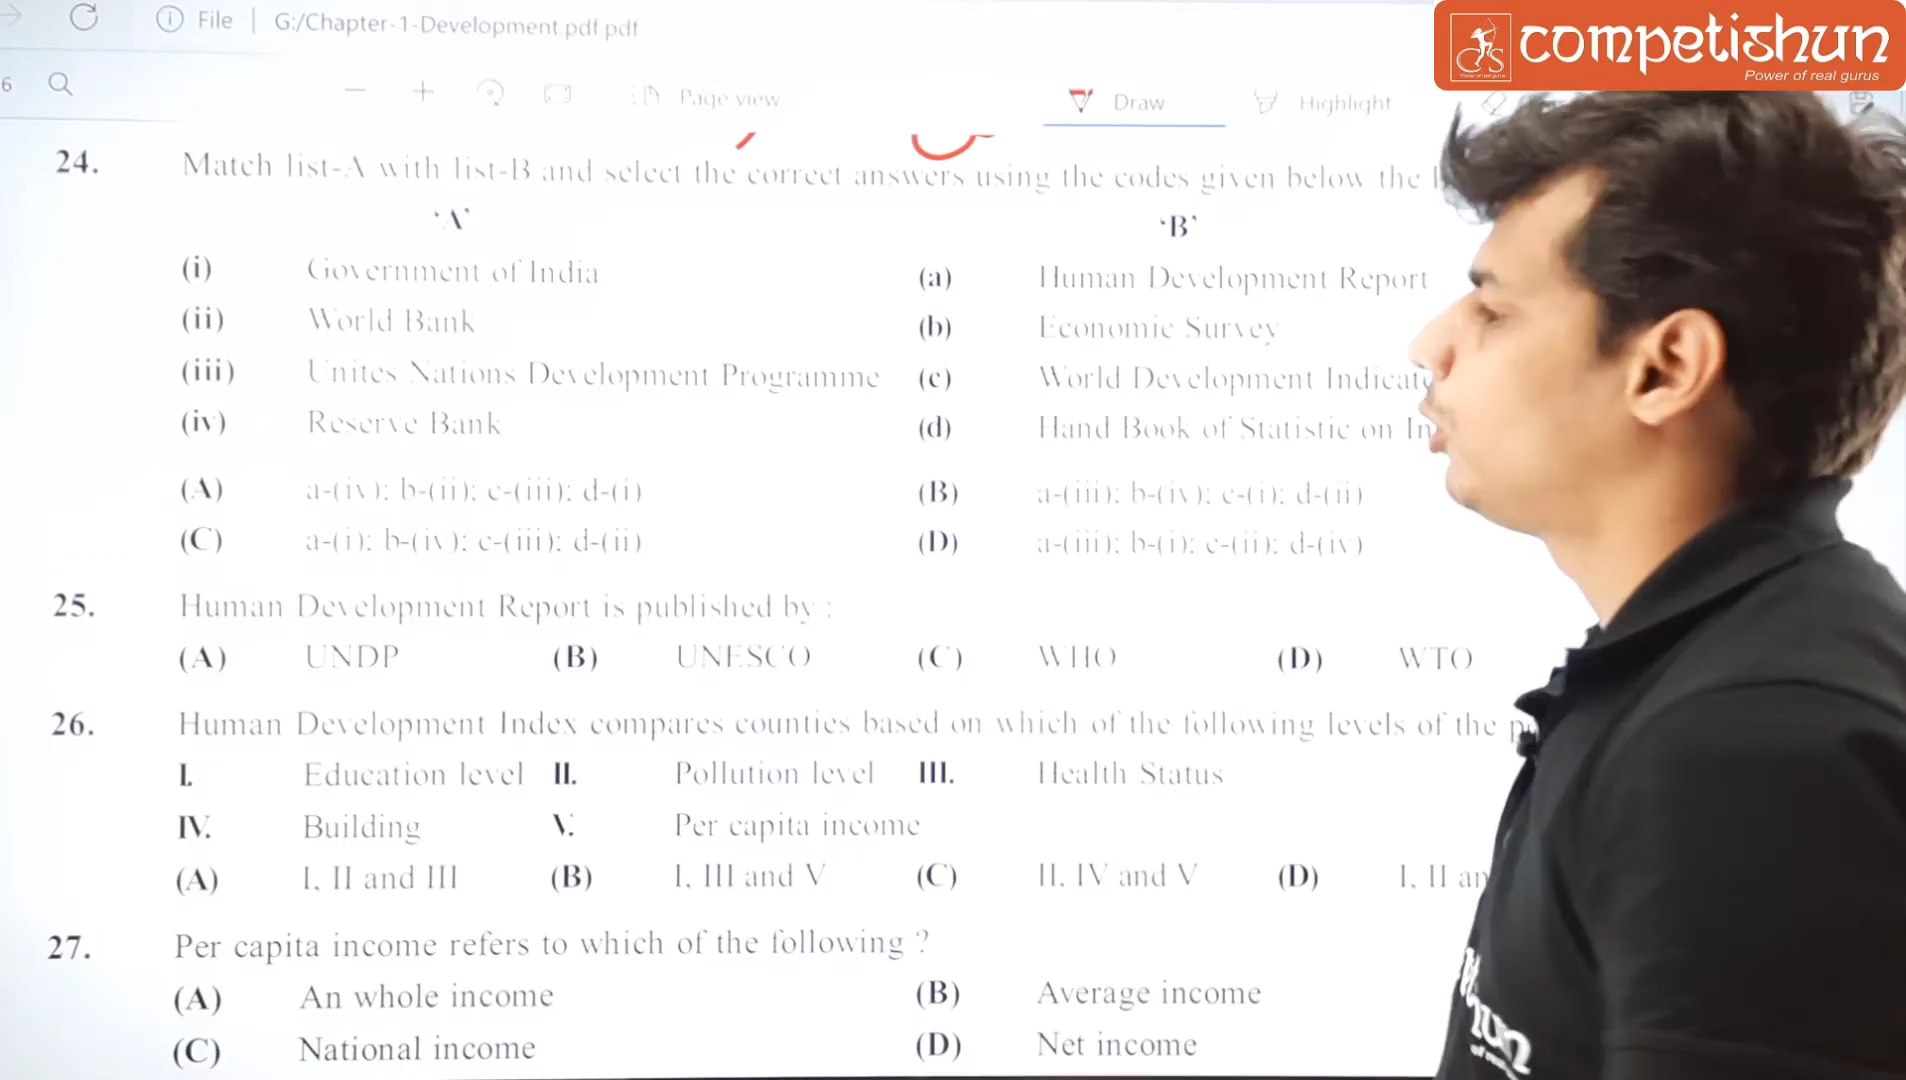 File | G:/Chapter-1-Development.pdf.pdf
competishun
Power of real gurus
6 Page view Draw Highlight
24. Match list-A with list-B and select the correct answers using the codes given below the
'A' 'B'
(i) Government of India (a) Human Development Report
(ii) World Bank (b) Economic Survey
(iii) Unites Nations Development Programme (c) World Development
(iv) Reserve Bank (d) Hand Book of Statistic on
(A) a-(iv); b-(ii); c-(iii); d-(i) (B) a-(iii); b-(iv); c-(i); d-(ii)
(C) a-(i); b-(iv); c-(iii); d-(ii) (D) a-(iii); b-(i); c-(ii); d-(iv)
25. Human Development Report is published by :
(A) UNDP (B) UNESCO (C) WHO (D) WTO
26. Human Development Index compares counties based on which of the following levels of the
I. Education level II. Pollution level III. Health Status
IV. Building V. Per capita income
(A) I, II and III (B) I, III and V (C) II, IV and V (D) I, II
27. Per capita income refers to which of the following ?
(A) An whole income (B) Average income
(C) National income (D) Net income